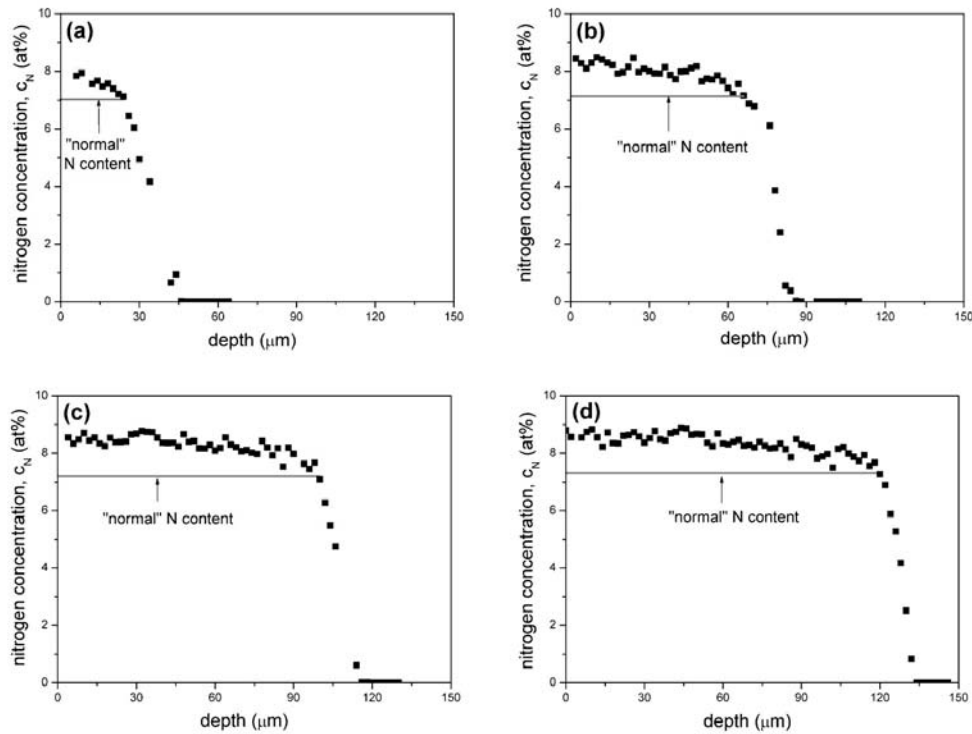 (a)
nitrogen concentration, c_N (at%)
10
8
6
4
2
0
"normal"
N content
0 30 60 90 120 150
depth (μm)
(b)
nitrogen concentration, c_N (at%)
10
8
6
4
2
0
"normal" N content
0 30 60 90 120 150
depth (μm)
(c)
nitrogen concentration, c_N (at%)
10
8
6
4
2
0
"normal" N content
0 30 60 90 120 150
depth (μm)
(d)
nitrogen concentration, c_N (at%)
10
8
6
4
2
0
"normal" N content
0 30 60 90 120 150
depth (μm)